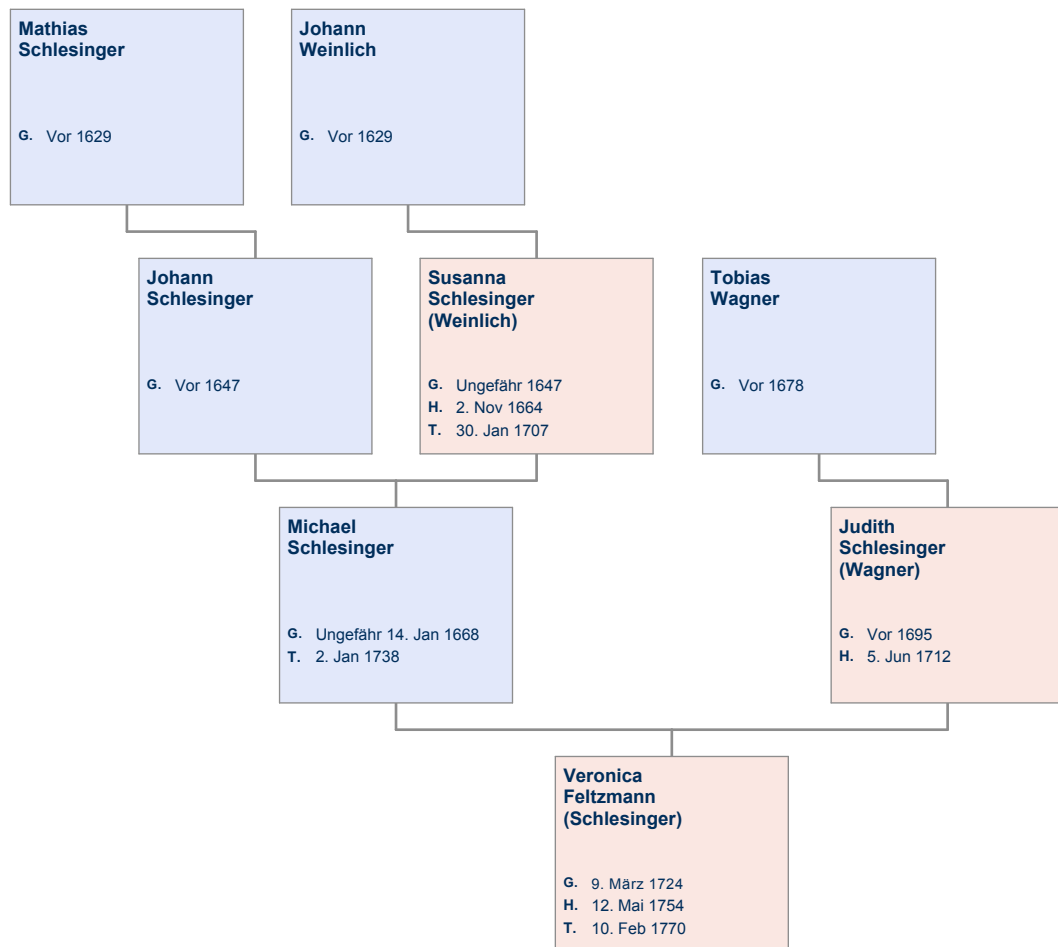 Mathias
Schlesinger
G. Vor 1629
Johann
Weinlich
G. Vor 1629
Johann
Schlesinger
G. Vor 1647
Susanna
Schlesinger
(Weinlich)
G. Ungefähr 1647
H. 2. Nov 1664
T. 30. Jan 1707
Tobias
Wagner
G. Vor 1678
Michael
Schlesinger
G. Ungefähr 14. Jan 1668
T. 2. Jan 1738
Judith
Schlesinger
(Wagner)
G. Vor 1695
H. 5. Jun 1712
Veronica
Feltzmann
(Schlesinger)
G. 9. März 1724
H. 12. Mai 1754
T. 10. Feb 1770